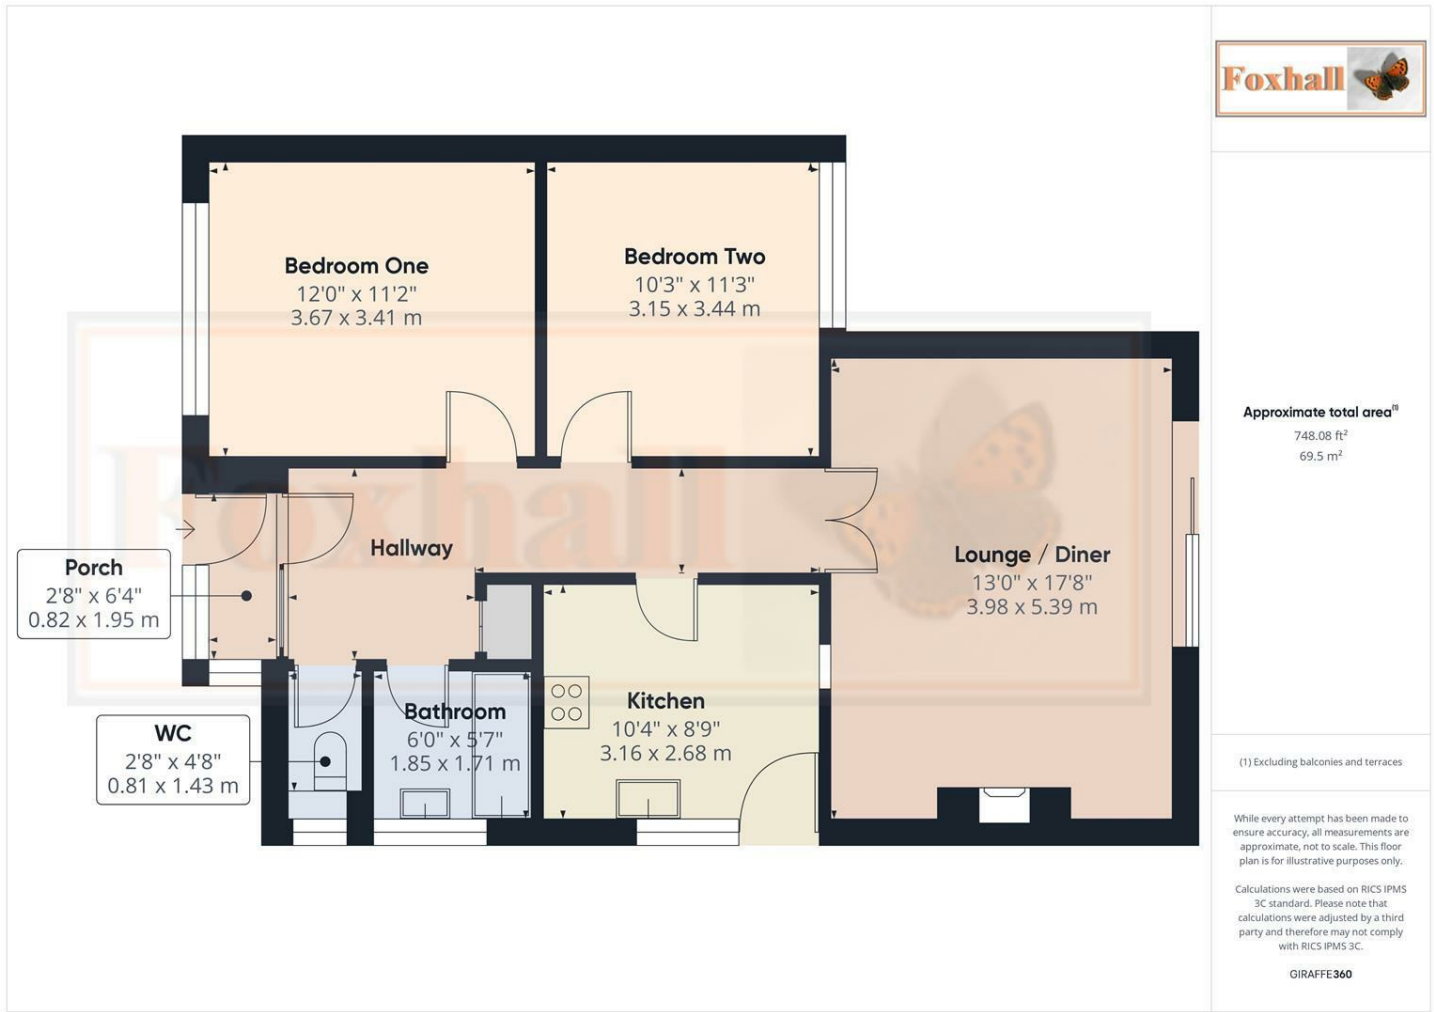 Foxhall
Bedroom One
12'0" x 11'2"
3.67 x 3.41 m
Bedroom Two
10'3" x 11'3"
3.15 x 3.44 m
Foxhall
Hallway
Lounge / Diner
13'0" x 17'8"
3.98 x 5.39 m
Porch
2'8" x 6'4"
0.82 x 1.95 m
WC
2'8" x 4'8"
0.81 x 1.43 m
Bathroom
6'0" x 5'7"
1.85 x 1.71 m
Kitchen
10'4" x 8'9"
3.16 x 2.68 m
Approximate total area(1)
748.08 ft²
69.5 m²
(1) Excluding balconies and terraces
While every attempt has been made to
ensure accuracy, all measurements are
approximate, not to scale. This floor
plan is for illustrative purposes only.
Calculations were based on RICS IPMS
3C standard. Please note that
calculations were adjusted by a third
party and therefore may not comply
with RICS IPMS 3C.
GIRAFFE360